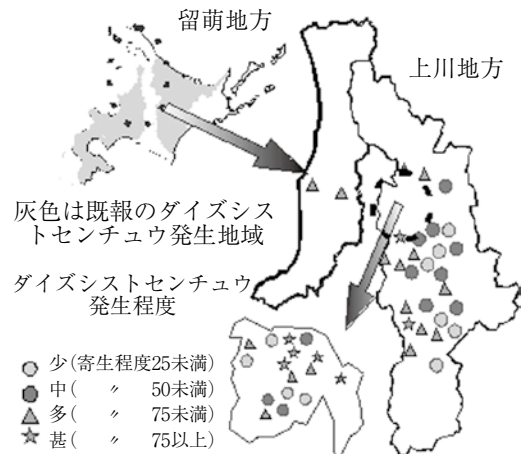 留萌地方
上川地方
灰色は既報のダイズシス
トセンチュウ発生地域
ダイズシストセンチュウ
発生程度
少(寄生程度25未満)
中( 〃 50未満)
多( 〃 75未満)
甚( 〃 75以上)